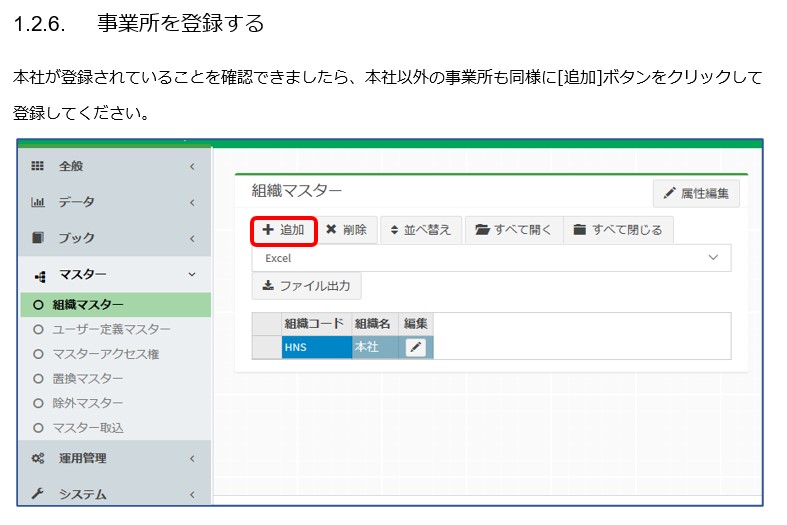 1.2.6. 事業所を登録する
本社が登録されていることを確認できましたら、本社以外の事業所も同様に[追加]ボタンをクリックして
登録してください。
全般
データ
ブック
マスター
組織マスター
ユーザー定義マスター
マスターアクセス権
置換マスター
除外マスター
マスター取込
運用管理
システム
組織マスター
属性編集
追加 削除 並べ替え すべて開く すべて閉じる
Excel
ファイル出力
組織コード 組織名 編集
HNS 本社